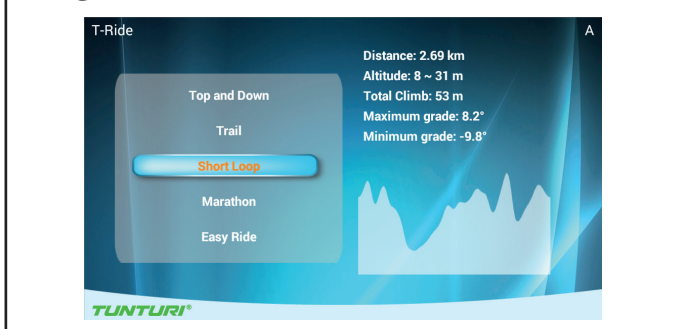 T-Ride
A
Top and Down
Trail
Short Loop
Marathon
Easy Ride
Distance: 2.69 km
Altitude: 8 ~ 31 m
Total Climb: 53 m
Maximum grade: 8.2°
Minimum grade: -9.8°
TUNTURI®